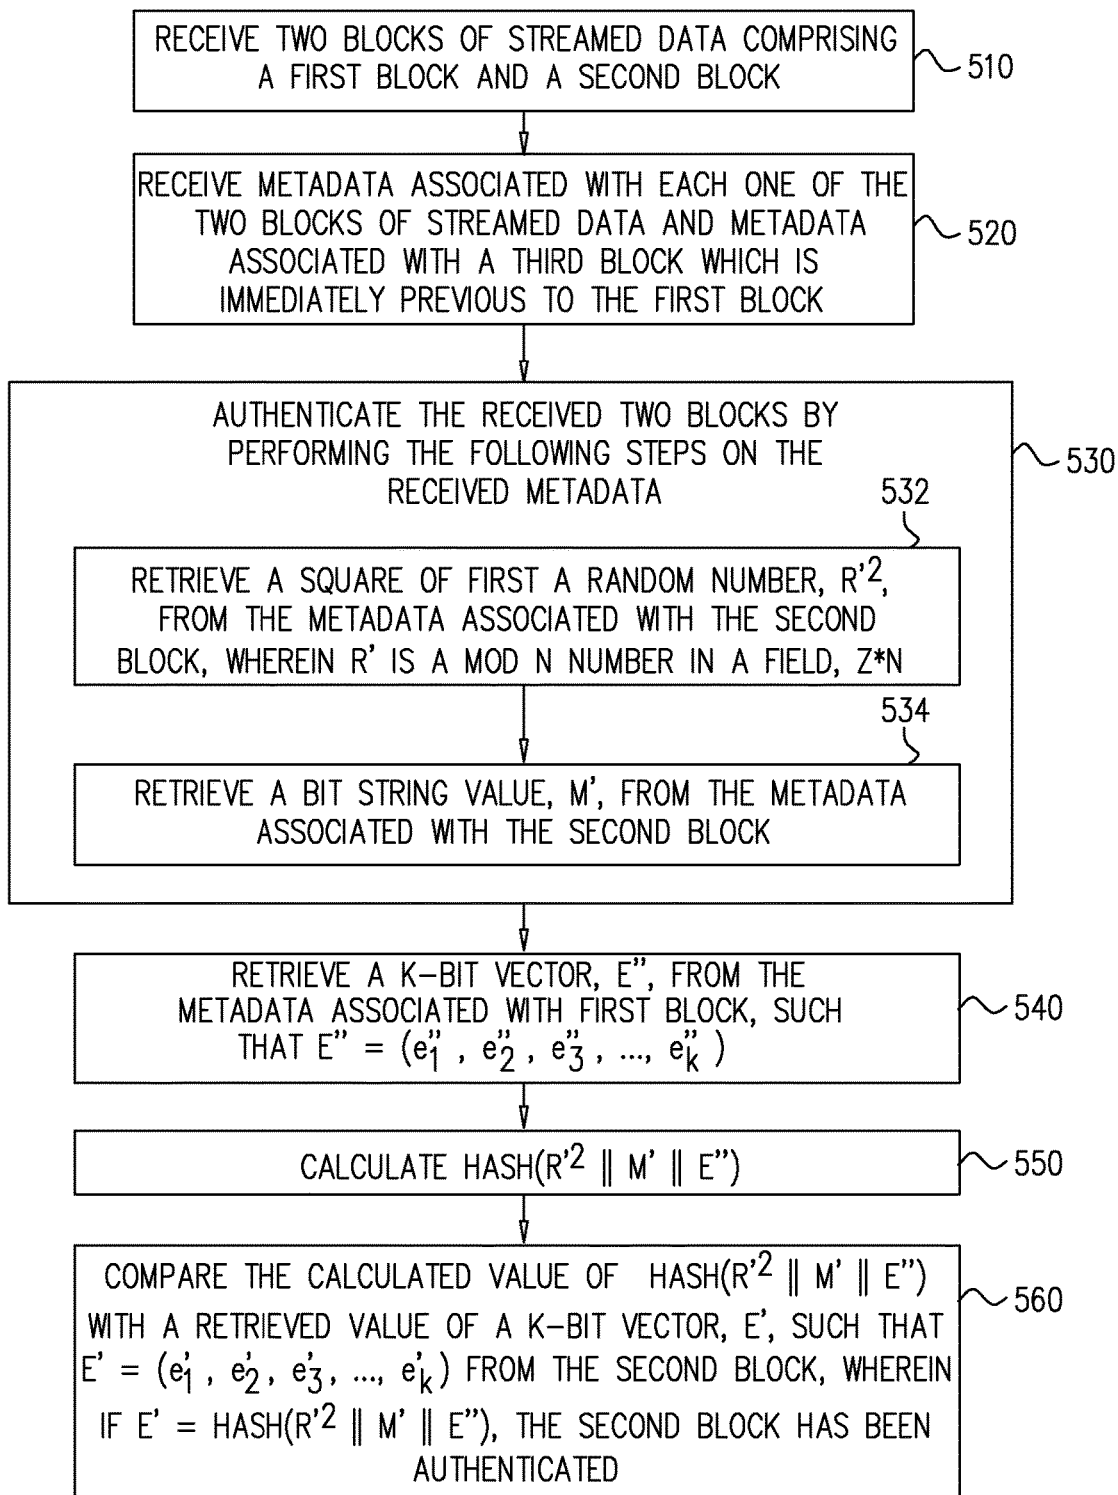 RECEIVE TWO BLOCKS OF STREAMED DATA COMPRISING
A FIRST BLOCK AND A SECOND BLOCK
510
RECEIVE METADATA ASSOCIATED WITH EACH ONE OF THE
TWO BLOCKS OF STREAMED DATA AND METADATA
ASSOCIATED WITH A THIRD BLOCK WHICH IS
IMMEDIATELY PREVIOUS TO THE FIRST BLOCK
520
AUTHENTICATE THE RECEIVED TWO BLOCKS BY
PERFORMING THE FOLLOWING STEPS ON THE
RECEIVED METADATA
530
532
RETRIEVE A SQUARE OF FIRST A RANDOM NUMBER, R'², 
FROM THE METADATA ASSOCIATED WITH THE SECOND
BLOCK, WHEREIN R' IS A MOD N NUMBER IN A FIELD, Z*N
534
RETRIEVE A BIT STRING VALUE, M', FROM THE METADATA
ASSOCIATED WITH THE SECOND BLOCK
RETRIEVE A K-BIT VECTOR, E", FROM THE
METADATA ASSOCIATED WITH FIRST BLOCK, SUCH
THAT E" = (e"₁ , e"₂ , e"₃ , ..., e"ₖ )
540
CALCULATE HASH(R'² || M' || E")
550
COMPARE THE CALCULATED VALUE OF HASH(R'² || M' || E")
WITH A RETRIEVED VALUE OF A K-BIT VECTOR, E', SUCH THAT
E' = (e'₁ , e'₂ , e'₃ , ..., e'ₖ) FROM THE SECOND BLOCK, WHEREIN
IF E' = HASH(R'² || M' || E"), THE SECOND BLOCK HAS BEEN
AUTHENTICATED
560